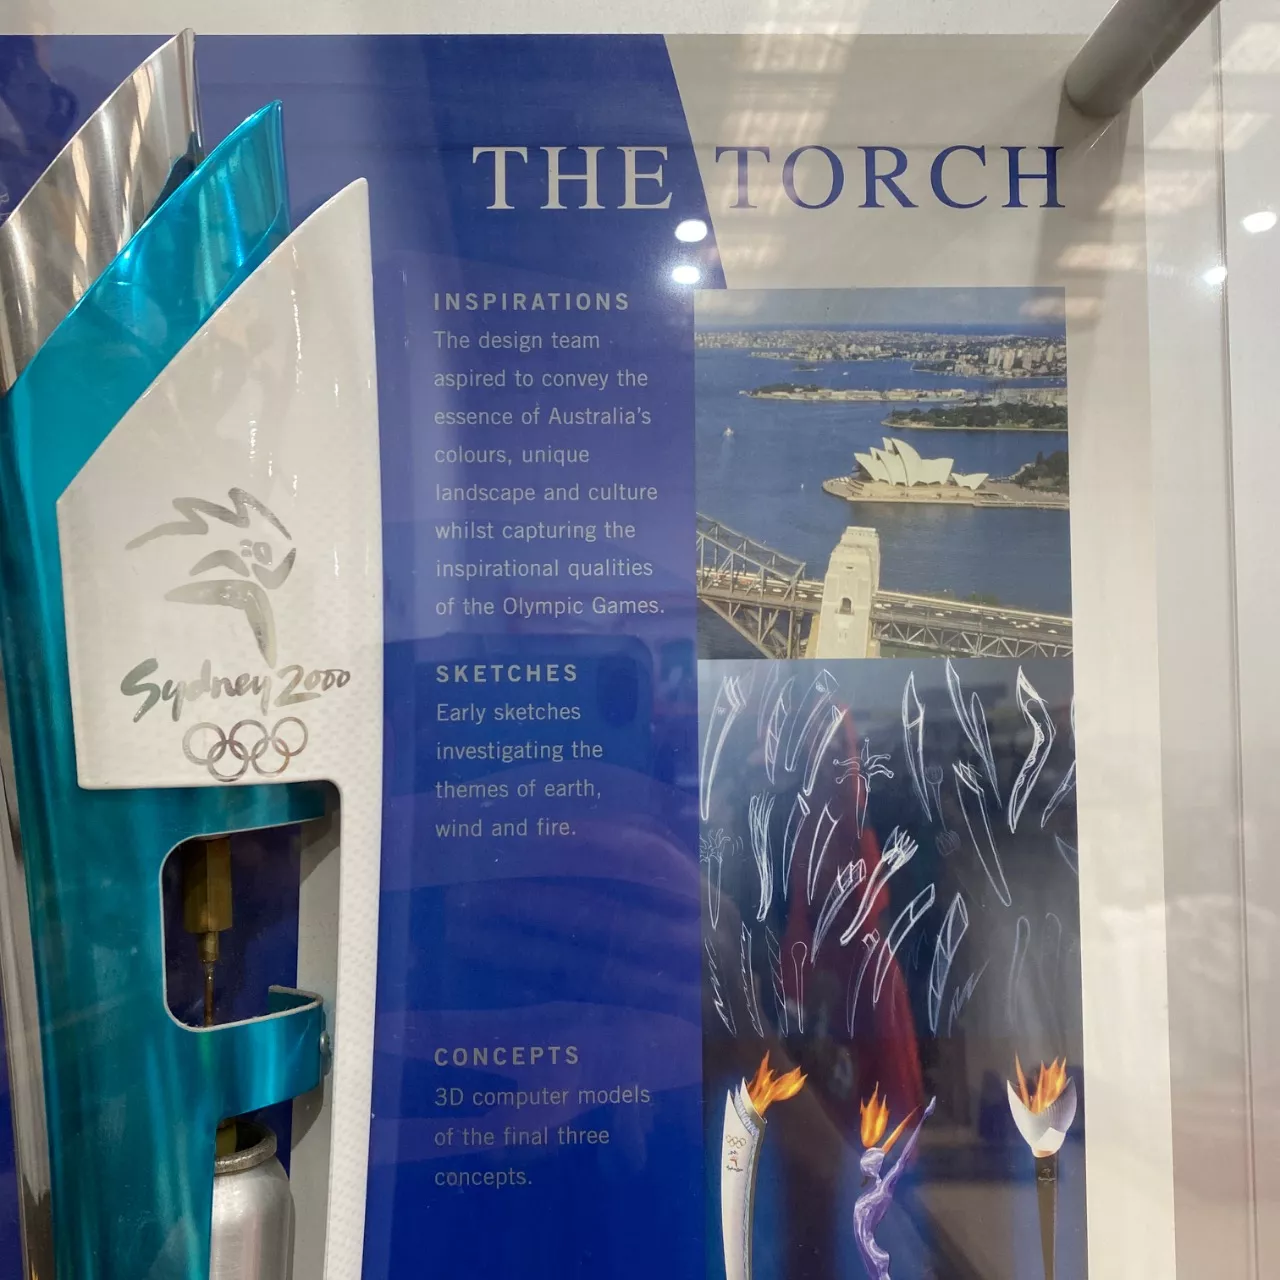 THE TORCH
INSPIRATIONS
The design team
aspired to convey the
essence of Australia's
colours, unique
landscape and culture
whilst capturing the
inspirational qualities
of the Olympic Games.
SKETCHES
Early sketches
investigating the
themes of earth,
wind and fire.
CONCEPTS
3D computer models
of the final three
concepts.
Sydney 2000